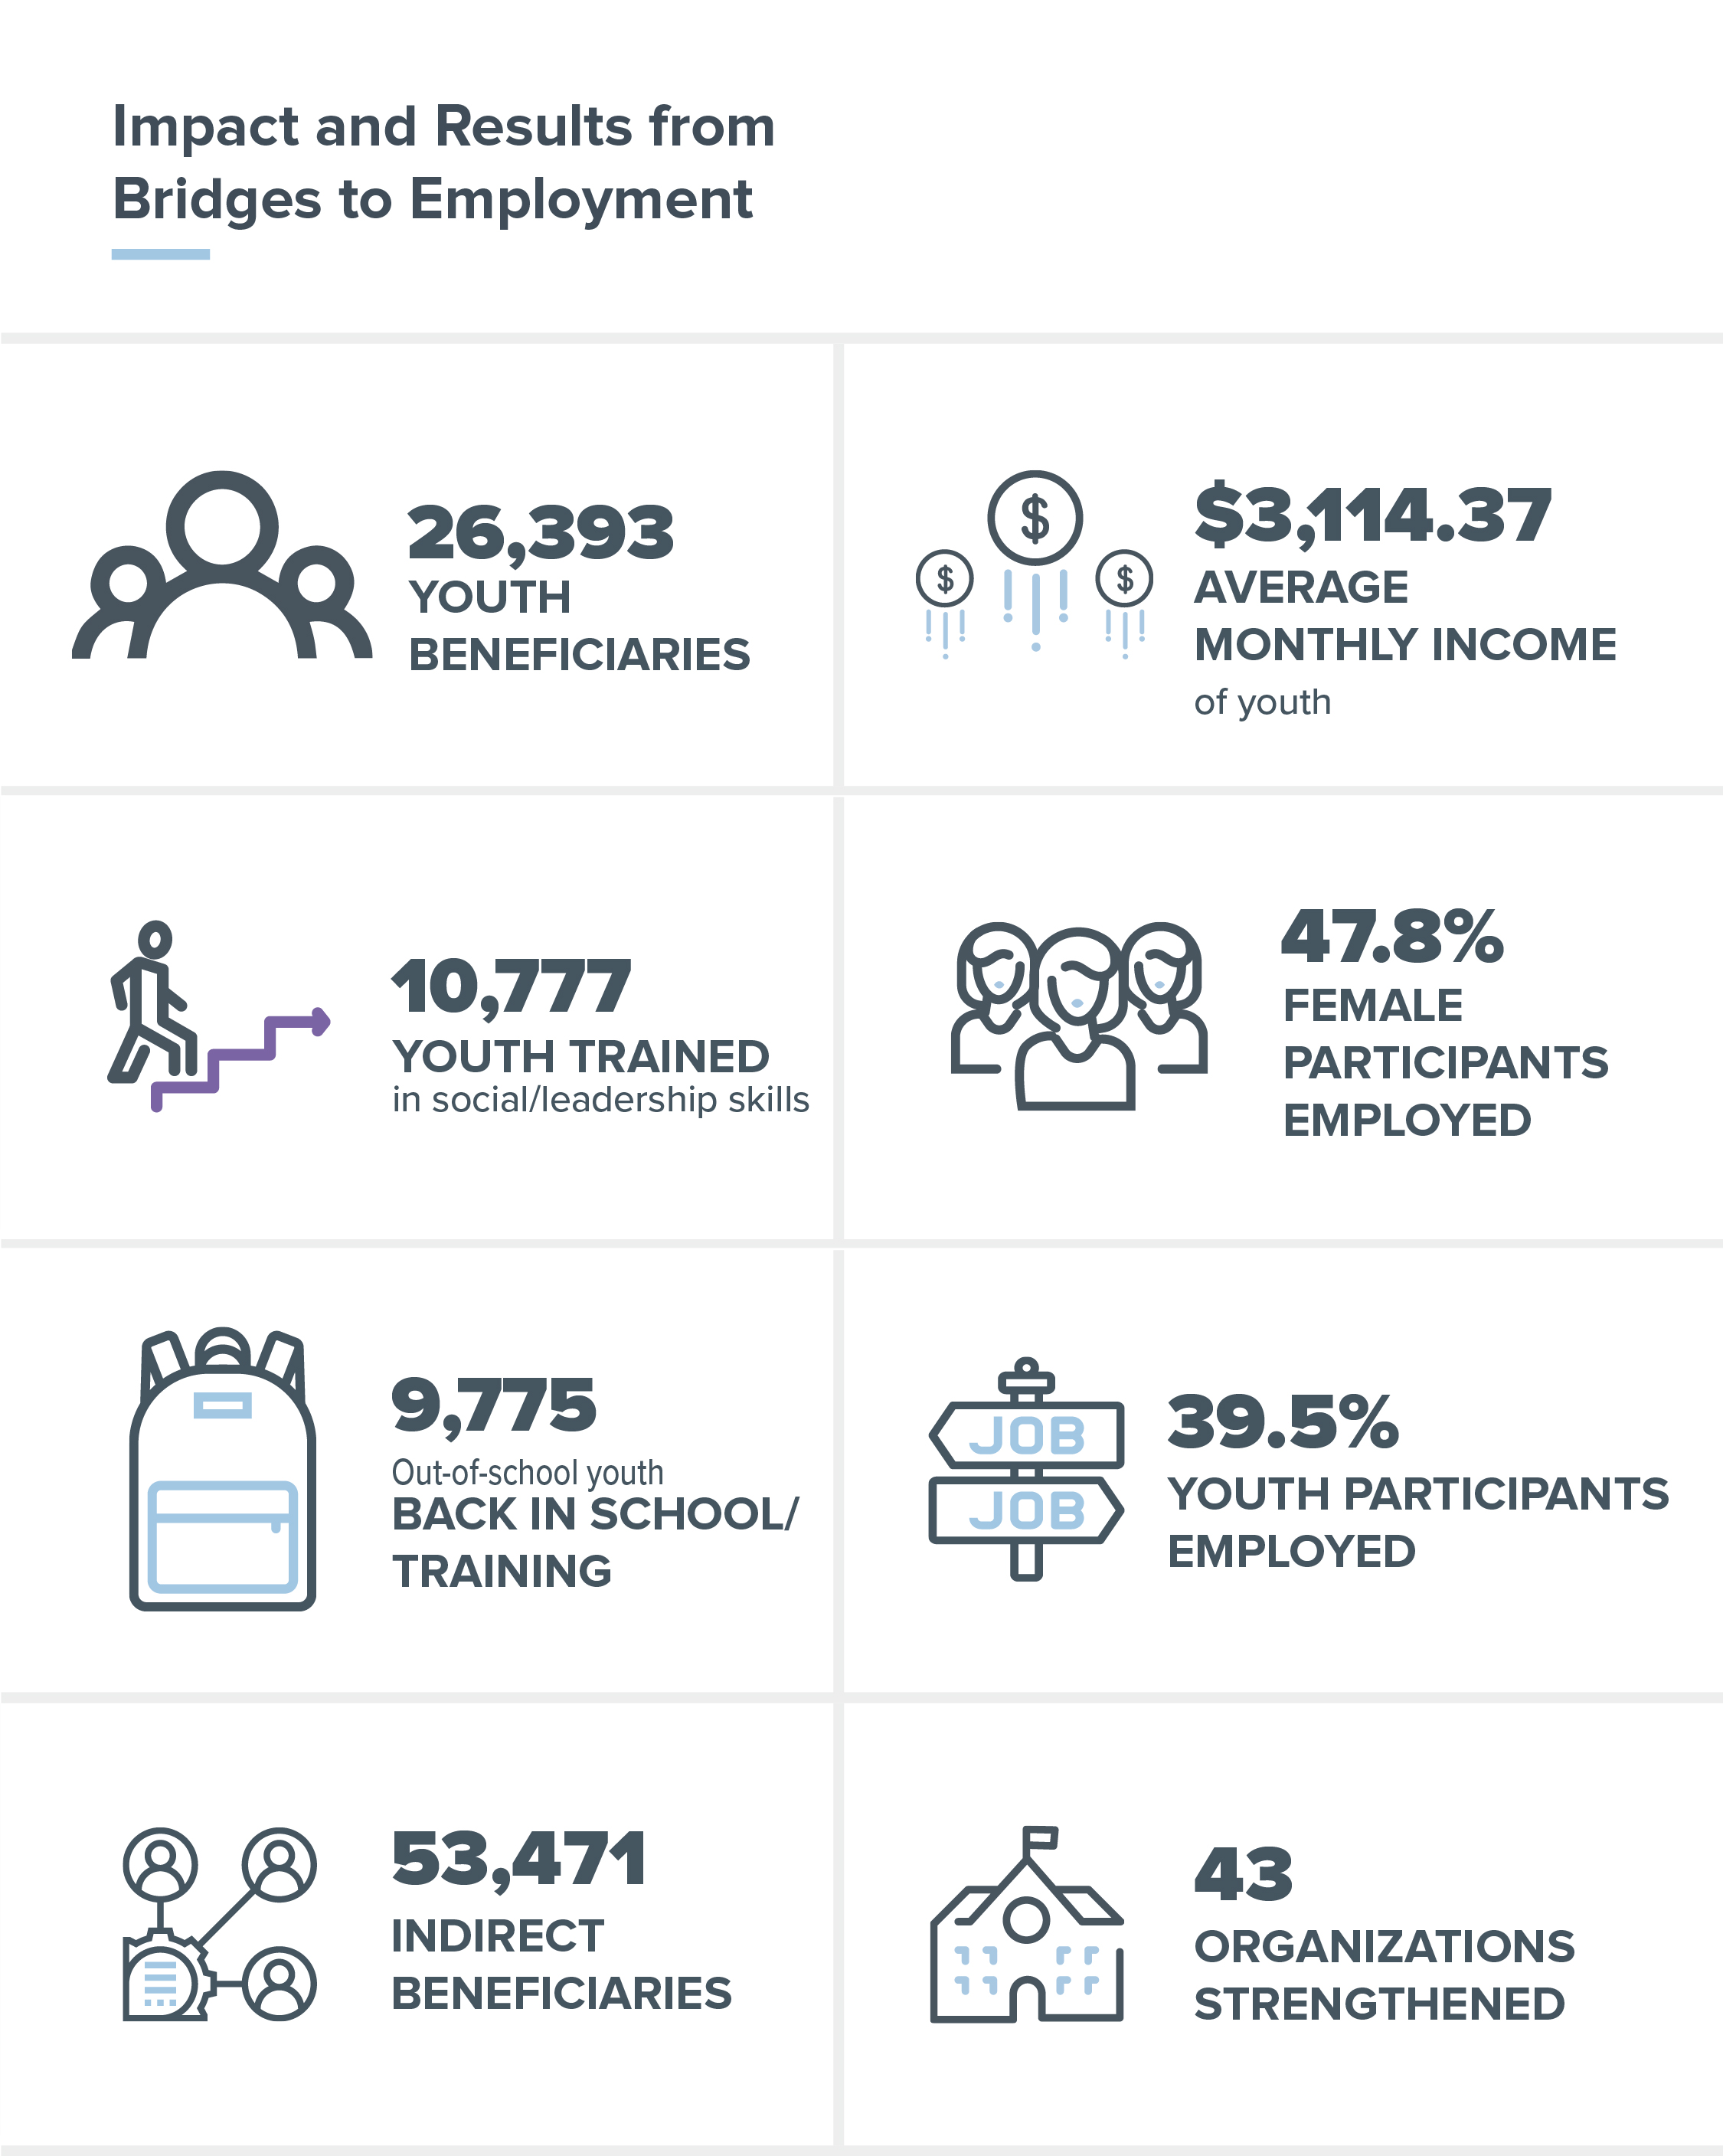 Impact and Results from
Bridges to Employment
26,393
YOUTH
BENEFICIARIES
$
$
$
$3,114.37
AVERAGE
MONTHLY INCOME
of youth
10,777
YOUTH TRAINED
in social/leadership skills
47.8%
FEMALE
PARTICIPANTS
EMPLOYED
9,775
Out-of-school youth
BACK IN SCHOOL/
TRAINING
JOB
JOB
39.5%
YOUTH PARTICIPANTS
EMPLOYED
53,471
INDIRECT
BENEFICIARIES
43
ORGANIZATIONS
STRENGTHENED